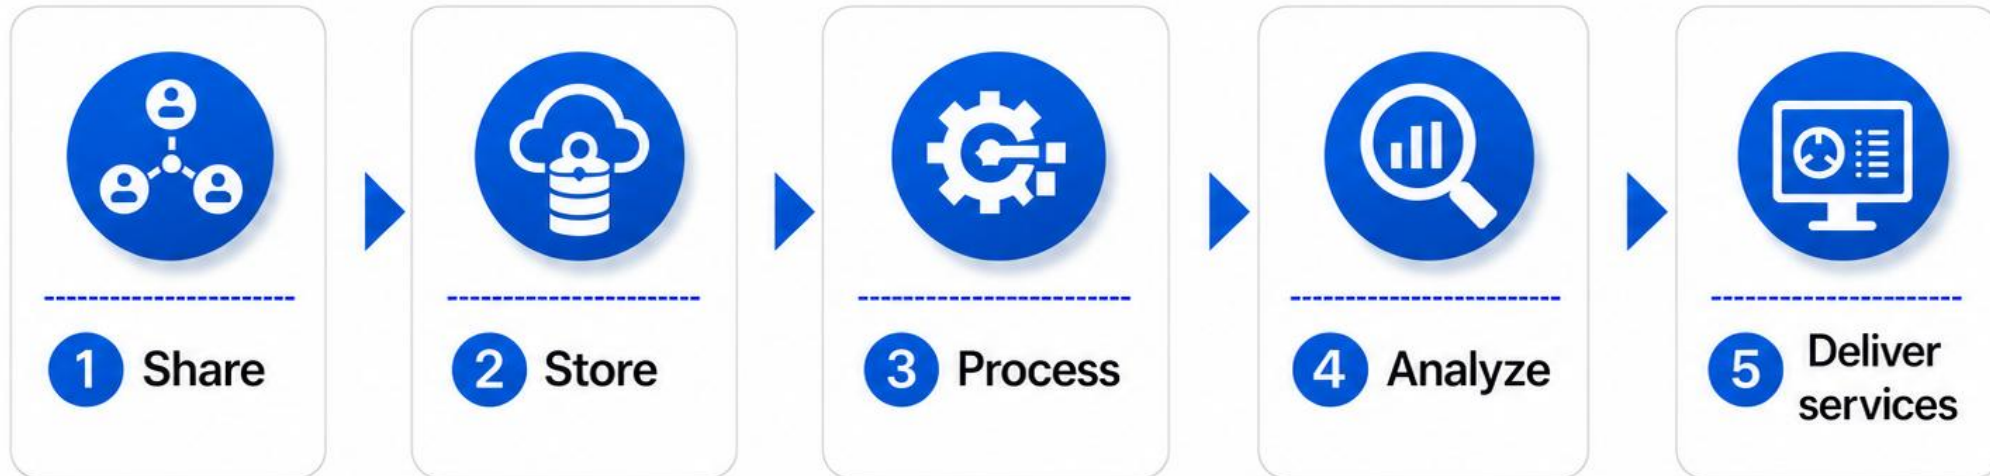 1 Share
2 Store
3 Process
4 Analyze
5 Deliver
services